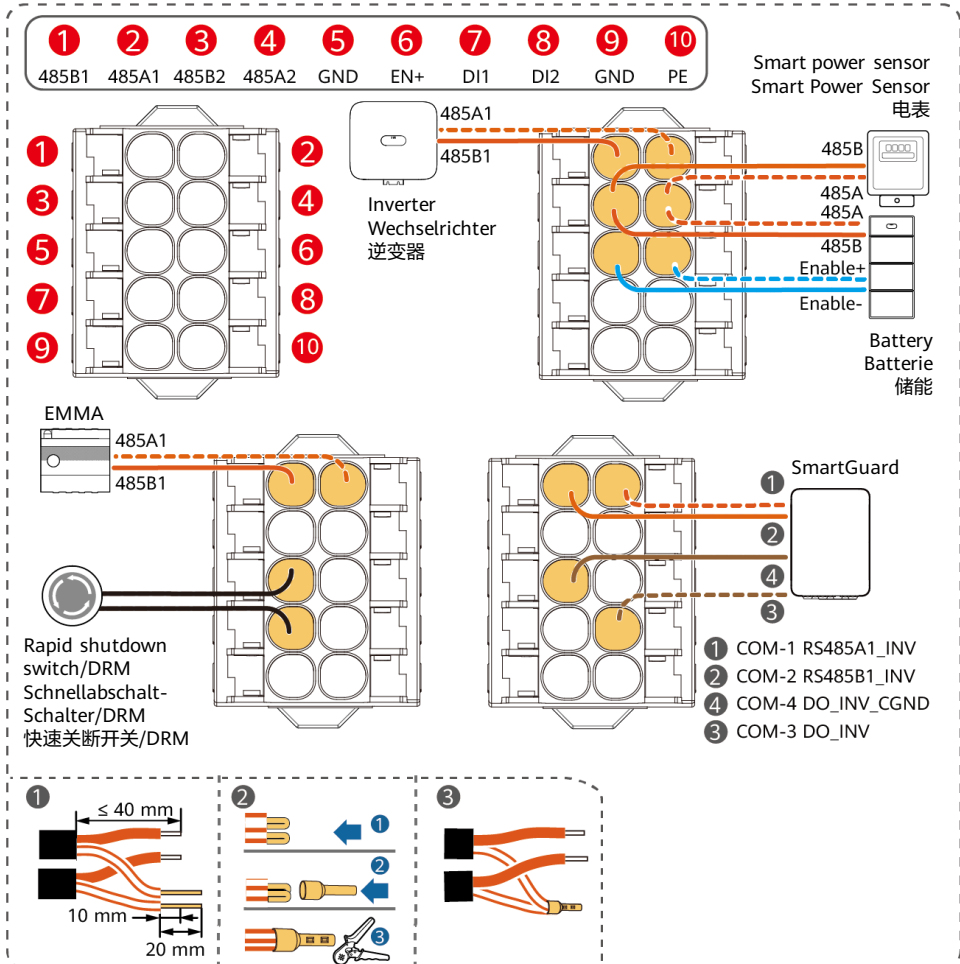 1 2 3 4 5 6 7 8 9 10
485B1 485A1 485B2 485A2 GND EN+ DI1 DI2 GND PE
1 2
3 4
5 6
7 8
9 10
485A1
485B1
Inverter
Wechselrichter
逆变器
Smart power sensor
Smart Power Sensor
电表
485B
485A
485A
485B
Enable+
Enable-
Battery
Batterie
储能
EMMA
485A1
485B1
Rapid shutdown
switch/DRM
Schnellabschalt-
Schalter/DRM
快速关断开关/DRM
SmartGuard
1
2
4
3
1 COM-1 RS485A1_INV
2 COM-2 RS485B1_INV
4 COM-4 DO_INV_CGND
3 COM-3 DO_INV
1
≤ 40 mm
10 mm
20 mm
2
1
2
3
3